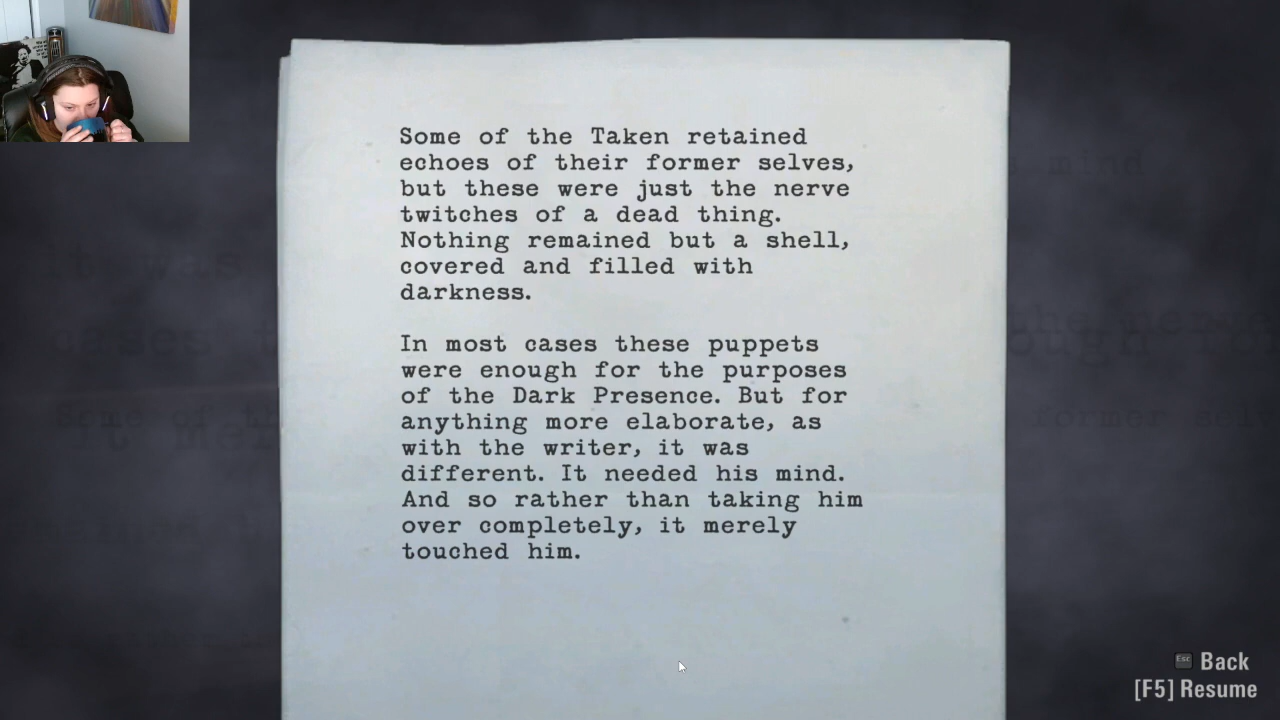 Some of the Taken retained
echoes of their former selves,
but these were just the nerve
twitches of a dead thing.
Nothing remained but a shell,
covered and filled with
darkness.
In most cases these puppets
were enough for the purposes
of the Dark Presence. But for
anything more elaborate, as
with the writer, it was
different. It needed his mind.
And so rather than taking him
over completely, it merely
touched him.
Esc Back
[F5] Resume